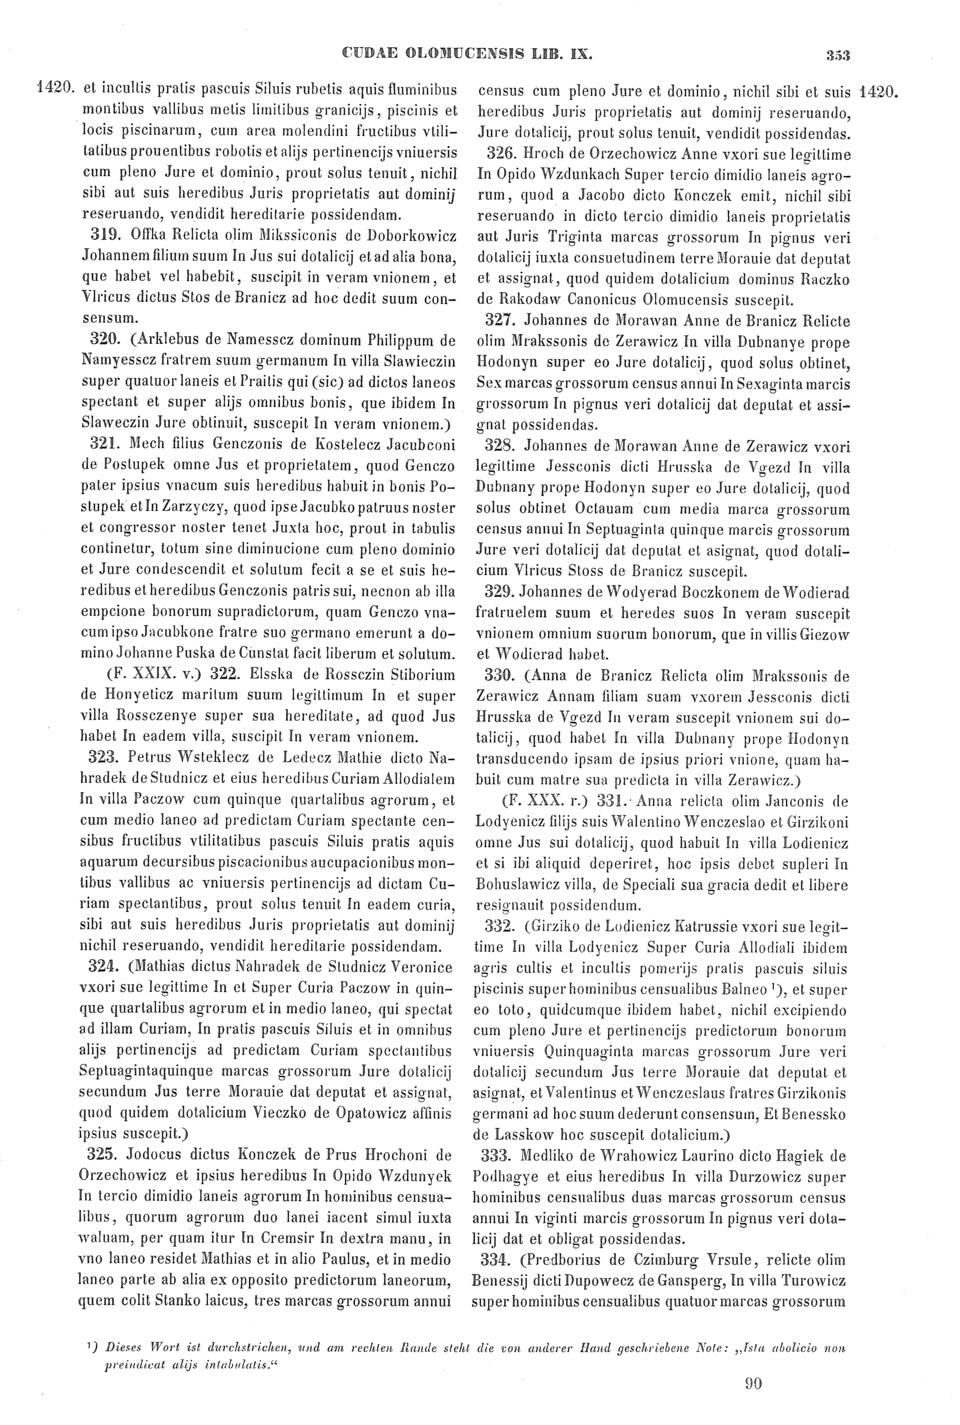 CUDAE OLOMUCENSIS LIB. IX.
353
1420.
et incultis pratis pascuis Siluis rubetis aquis fluminibus
montibus vallibus metis limitibus granicijs, piscinis et
locis piscinarum, cum area molendini fructibus vtili-
tatibus prouentibus robotis et alijs pertinencijs vniuersis
cum pleno Jure et dominio, prout solus tenuit, nichil
sibi aut suis heredibus Juris proprietatis aut dominij
reseruando, vendidit hereditarie possidendam.
319. Offka Relicta olim Mikssiconis de Doborkowicz
Johannem filium suum In Jus sui dotalicij et ad alia bona,
que habet vel habebit, suscipit in veram vnionem, et
Vlricus dictus Stos de Branicz ad hoc dedit suum con-
sensum.
320. (Arklebus de Namesscz dominum Philippum de
Namyesscz fratrem suum germanum In villa Slawieczin
super quatuor laneis et Praitis qui (sic) ad dictos laneos
spectant et super alijs omnibus bonis, que ibidem In
Slaweczin Jure obtinuit, suscepit In veram vnionem.)
321. Mech filius Genczonis de Kostelecz Jacubconi
de Postupek omne Jus et proprietatem, quod Genczo
pater ipsius vnacum suis heredibus habuit in bonis Po-
stupek et In Zarzyczy, quod ipse Jacubko patruus noster
et congressor noster tenet Juxta hoc, prout in tabulis
continetur, totum sine diminucione cum pleno dominio
et Jure condescendit et solutum fecit a se et suis he-
redibus et heredibus Genczonis patris sui, necnon ab illa
empcione bonorum supradictorum, quam Genczo vna-
cum ipso Jacubkone fratre suo germano emerunt a do-
mino Johanne Puska de Cunstat facit liberum et solutum.
(F. XXIX. v.) 322. Elsska de Rossczin Stiborium
de Honyeticz maritum suum legittimum In et super
villa Rossczenye super sua hereditate, ad quod Jus
habet In eadem villa, suscipit In veram vnionem.
323. Petrus Wsteklecz de Ledecz Mathie dicto Na-
hradek de Studnicz et eius heredibus Curiam Allodialem
In villa Paczow cum quinque quartalibus agrorum, et
cum medio laneo ad predictam Curiam spectante cen-
sibus fructibus vtilitatibus pascuis Siluis pratis aquis
aquarum decursibus piscacionibus aucupacionibus mon-
tibus vallibus ac vniuersis pertinencijs ad dictam Cu-
riam spectantibus, prout solus tenuit In eadem curia,
sibi aut suis heredibus Juris proprietatis aut dominij
nichil reseruando, vendidit hereditarie possidendam.
324. (Mathias dictus Nahradek de Studnicz Veronice
vxori sue legittime In et Super Curia Paczow in quin-
que quartalibus agrorum et in medio laneo, qui spectat
ad illam Curiam, In pratis pascuis Siluis et in omnibus
alijs pertinencijs ad predictam Curiam spectantibus
Septuagintaquinque marcas grossorum Jure dotalicij
secundum Jus terre Morauie dat deputat et assignat,
quod quidem dotalicium Vieczko de Opatowicz affinis
ipsius suscepit.)
325. Jodocus dictus Konczek de Prus Hrochoni de
Orzechowicz et ipsius heredibus In Opido Wzdunyek
In tercio dimidio laneis agrorum In hominibus censua-
libus, quorum agrorum duo lanei iacent simul iuxta
waluam, per quam itur In Cremsir In dextra manu, in
vno laneo residet Mathias et in alio Paulus, et in medio
laneo parte ab alia ex opposito predictorum laneorum,
quem colit Stanko laicus, tres marcas grossorum annui
census cum pleno Jure et dominio, nichil sibi et suis
1420.
heredibus Juris proprietatis aut dominij reseruando,
Jure dotalicij, prout solus tenuit, vendidit possidendas.
326. Hroch de Orzechowicz Anne vxori sue legittime
In Opido Wzdunkach Super tercio dimidio laneis agro-
rum, quod a Jacobo dicto Konczek emit, nichil sibi
reseruando in dicto tercio dimidio laneis proprietatis
aut Juris Triginta marcas grossorum In pignus veri
dotalicij iuxta consuetudinem terre Morauie dat deputat
et assignat, quod quidem dotalicium dominus Raczko
de Rakodaw Canonicus Olomucensis suscepit.
327. Johannes de Morawan Anne de Branicz Relicte
olim Mrakssonis de Zerawicz In villa Dubnanye prope
Hodonyn super eo Jure dotalicij, quod solus obtinet,
Sex marcas grossorum census annui In Sexaginta marcis
grossorum In pignus veri dotalicij dat deputat et assi-
gnat possidendas.
328. Johannes de Morawan Anne de Zerawicz vxori
legittime Jessconis dicti Hrusska de Vgezd In villa
Dubnany prope Hodonyn super eo Jure dotalicij, quod
solus obtinet Octauam cum media marca grossorum
census annui In Septuaginta quinque marcis grossorum
Jure veri dotalicij dat deputat et asignat, quod dotali-
cium Vlricus Stoss de Branicz suscepit.
329. Johannes de Wodyerad Boczkonem de Wodierad
fratruelem suum et heredes suos In veram suscepit
vnionem omnium suorum bonorum, que in villis Giezow
et Wodierad habet.
330. (Anna de Branicz Relicta olim Mrakssonis de
Zerawicz Annam filiam suam vxorem Jessconis dicti
Hrusska de Vgezd In veram suscepit vnionem sui do-
talicij, quod habet In villa Dubnany prope Hodonyn
transducendo ipsam de ipsius priori vnione, quam ha-
buit cum matre sua predicta in villa Zerawicz.)
(F. XXX. r.) 331. Anna relicta olim Janconis de
Lodyenicz filijs suis Walentino Wenczeslao et Girzikoni
omne Jus sui dotalicij, quod habuit In villa Lodienicz
et si ibi aliquid deperiret, hoc ipsis debet supleri In
Bohuslawicz villa, de Speciali sua gracia dedit et libere
resignauit possidendum.
332. (Girziko de Lodienicz Katrussie vxori sue legit-
time In villa Lodyenicz Super Curia Allodiali ibidem
agris cultis et incultis pomerijs pratis pascuis siluis
piscinis super hominibus censualibus Balneo ¹), et super
eo toto, quidcumque ibidem habet, nichil excipiendo
cum pleno Jure et pertinencijs predictorum bonorum
vniuersis Quinquaginta marcas grossorum Jure veri
dotalicij secundum Jus terre Morauie dat deputat et
asignat, et Valentinus et Wenczeslaus fratres Girzikonis
germani ad hoc suum dederunt consensum, Et Benessko
de Lasskow hoc suscepit dotalicium.)
333. Medliko de Wrahowicz Laurino dicto Hagiek de
Podhagye et eius heredibus In villa Durzowicz super
hominibus censualibus duas marcas grossorum census
annui In viginti marcis grossorum In pignus veri dota-
licij dat et obligat possidendas.
334. (Predborius de Czimburg Vrsule, relicte olim
Benessij dicti Dupowecz de Gansperg, In villa Turowicz
super hominibus censualibus quatuor marcas grossorum
¹) Dieses Wort ist durchstrichen, und am rechten Rande steht die von anderer Hand geschriebene Note: „Ista abolicio non
preiudicat alijs intabulatis.“
90